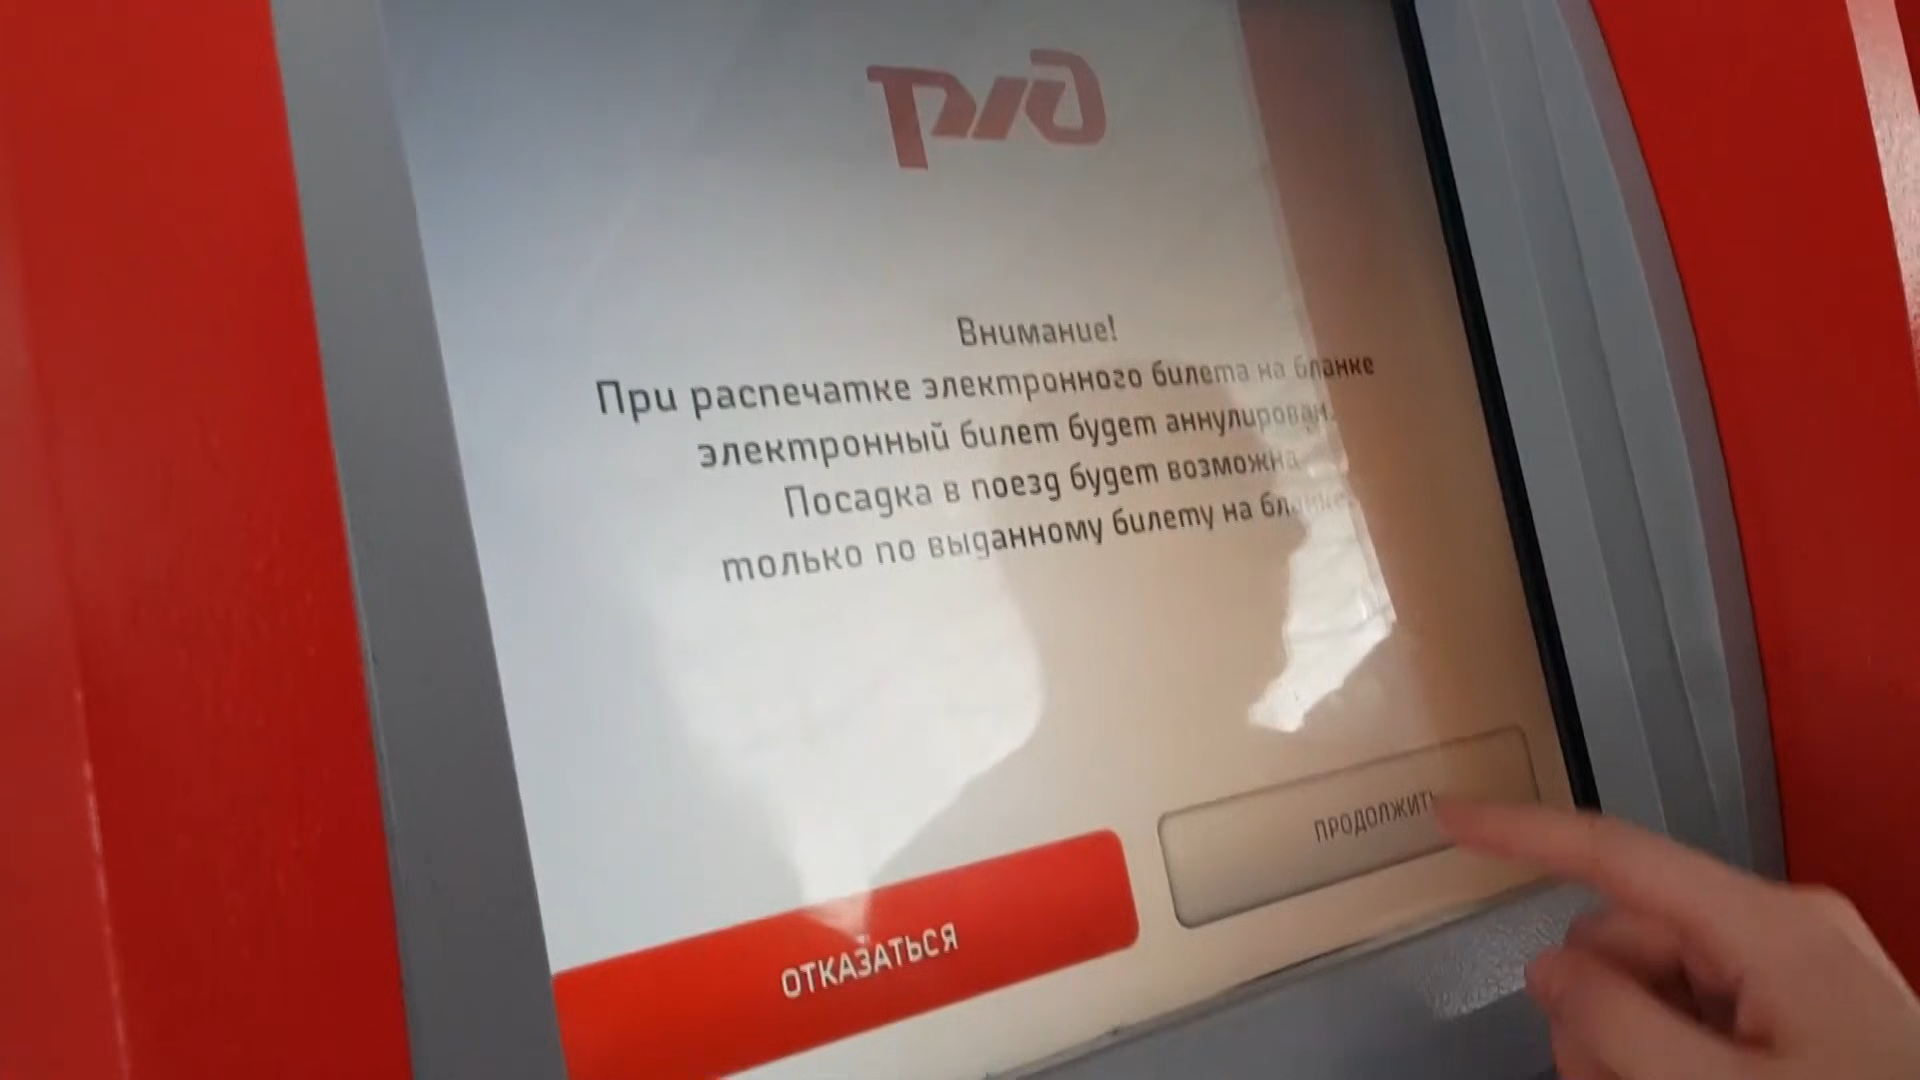 РЖД
Внимание!
При распечатке электронного билета на бланке
электронный билет будет аннулирован.
Посадка в поезд будет возможна
только по выданному билету на бланке.
ОТКАЗАТЬСЯ
ПРОДОЛЖИТЬ